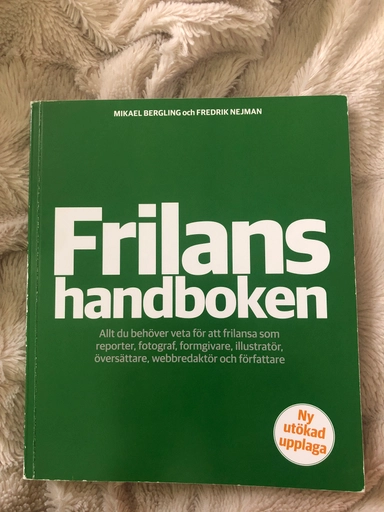 MIKAEL BERGLING och FREDRIK NEJMAN
Frilans
handboken
Allt du behöver veta för att frilansa som
reporter, fotograf, formgivare, illustratör,
översättare, webbredaktör och författare
Ny
utökad
upplaga